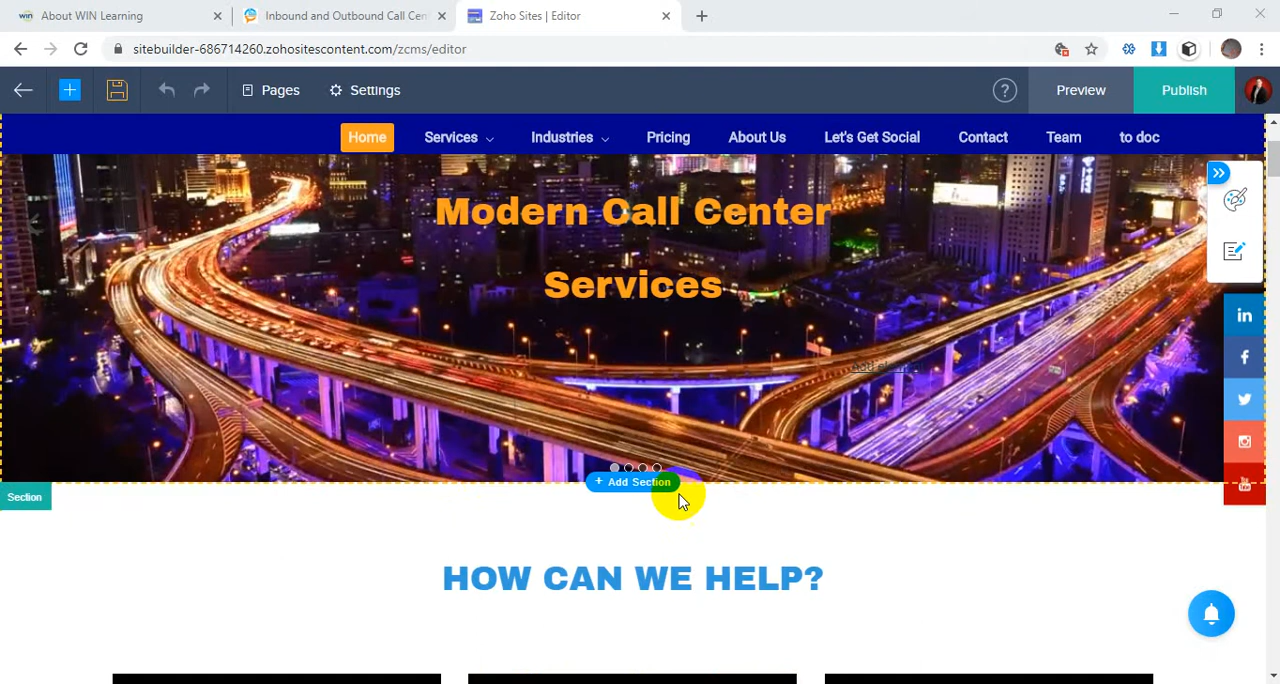 About WIN Learning
Inbound and Outbound Call Cen
Zoho Sites | Editor
sitebuilder-686714260.zohositescontent.com/zcms/editor
Pages
Settings
?
Preview
Publish
Home
Services
Industries
Pricing
About Us
Let's Get Social
Contact
Team
to doc
Modern Call Center
Services
in
f
+ Add Section
Section
HOW CAN WE HELP?